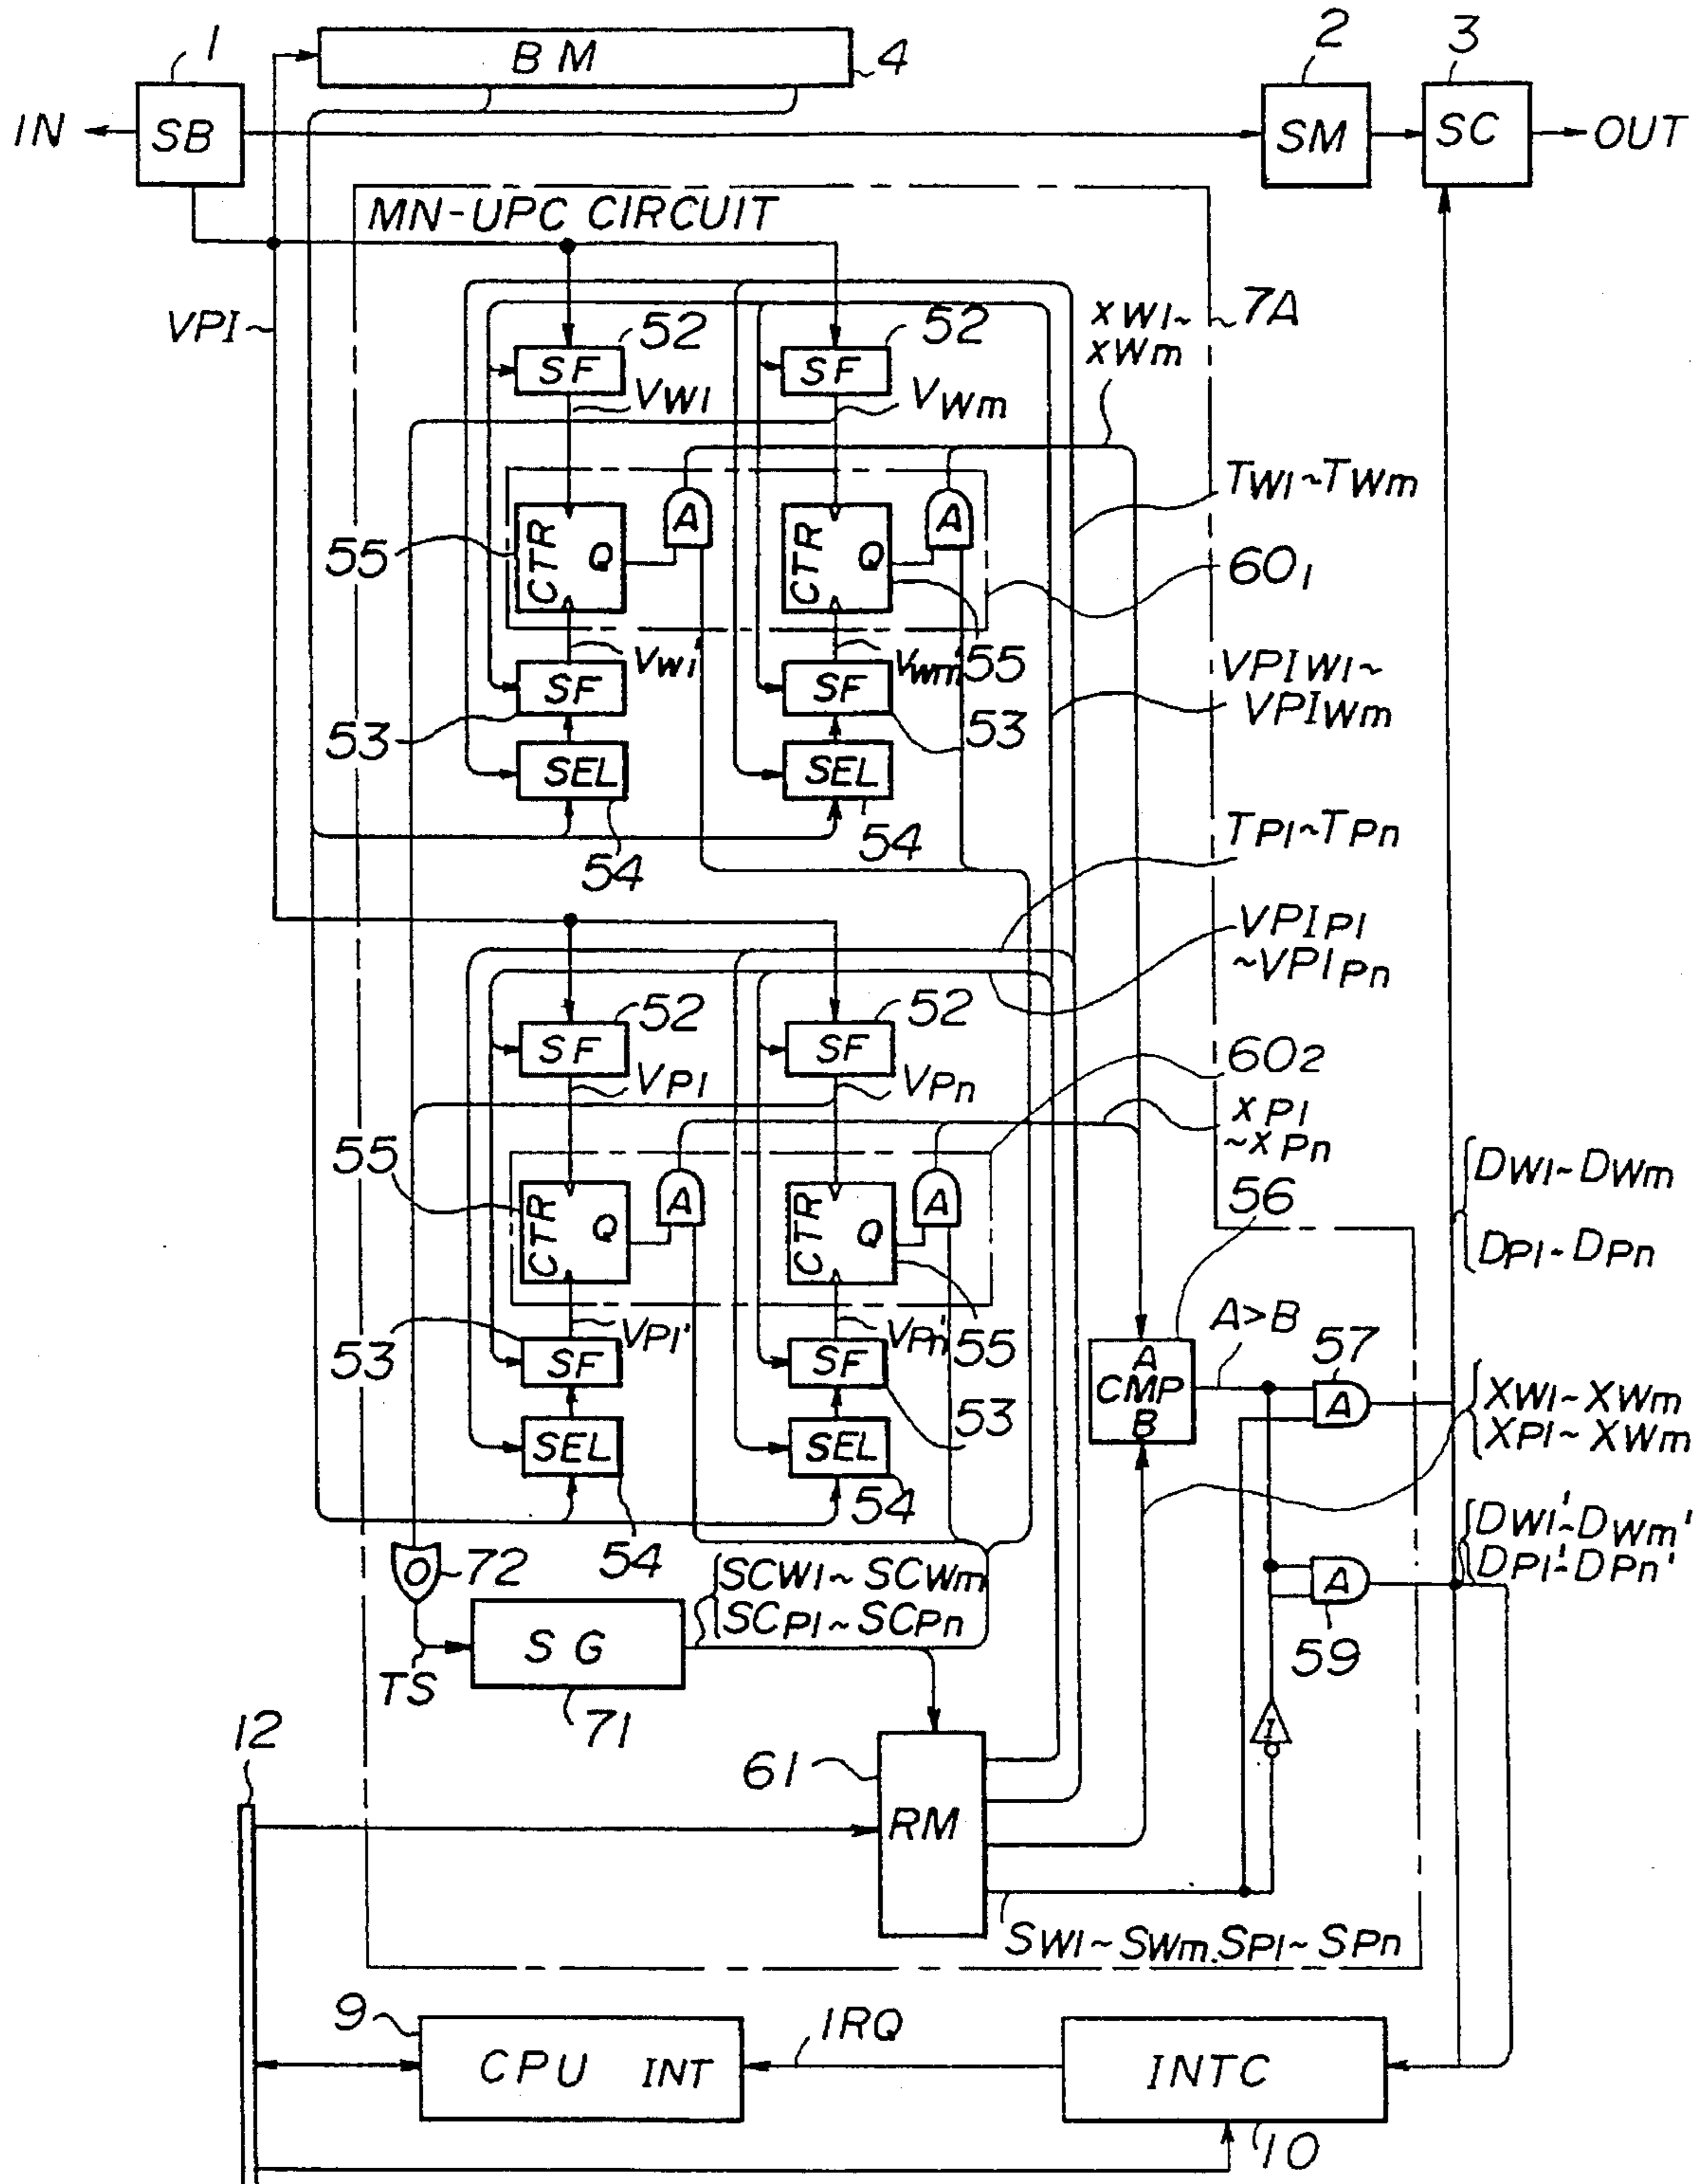 1
BM
4
2
3
IN
SB
SM
SC
OUT
MN-UPC CIRCUIT
VPI
7A
xW1~
xWm
52
52
SF
SF
VW1
VWm
TW1~TWm
A
A
55
CTR
Q
CTR
Q
601
VW1'
VWm'
55
VPIW1~
VPIWm
SF
SF
53
53
SEL
SEL
54
54
TP1~TPn
VPIP1
~VPIPn
52
52
SF
SF
VP1
VPn
602
xP1
~xPn
55
A
A
CTR
Q
CTR
Q
56
DW1~DWm
DP1~DPn
VP1'
VPn'
55
A>B
57
53
SF
SF
53
A
CMP
B
A
XW1~XWm
XP1~XWm
SEL
SEL
54
54
DW1'~DWm'
DP1'~DPn'
72
O
SCW1~SCWm
SCP1~SCPn
A
59
TS
SG
71
I
12
61
RM
SW1~SWm.SP1~SPn
9
IRQ
CPU INT
INTC
10